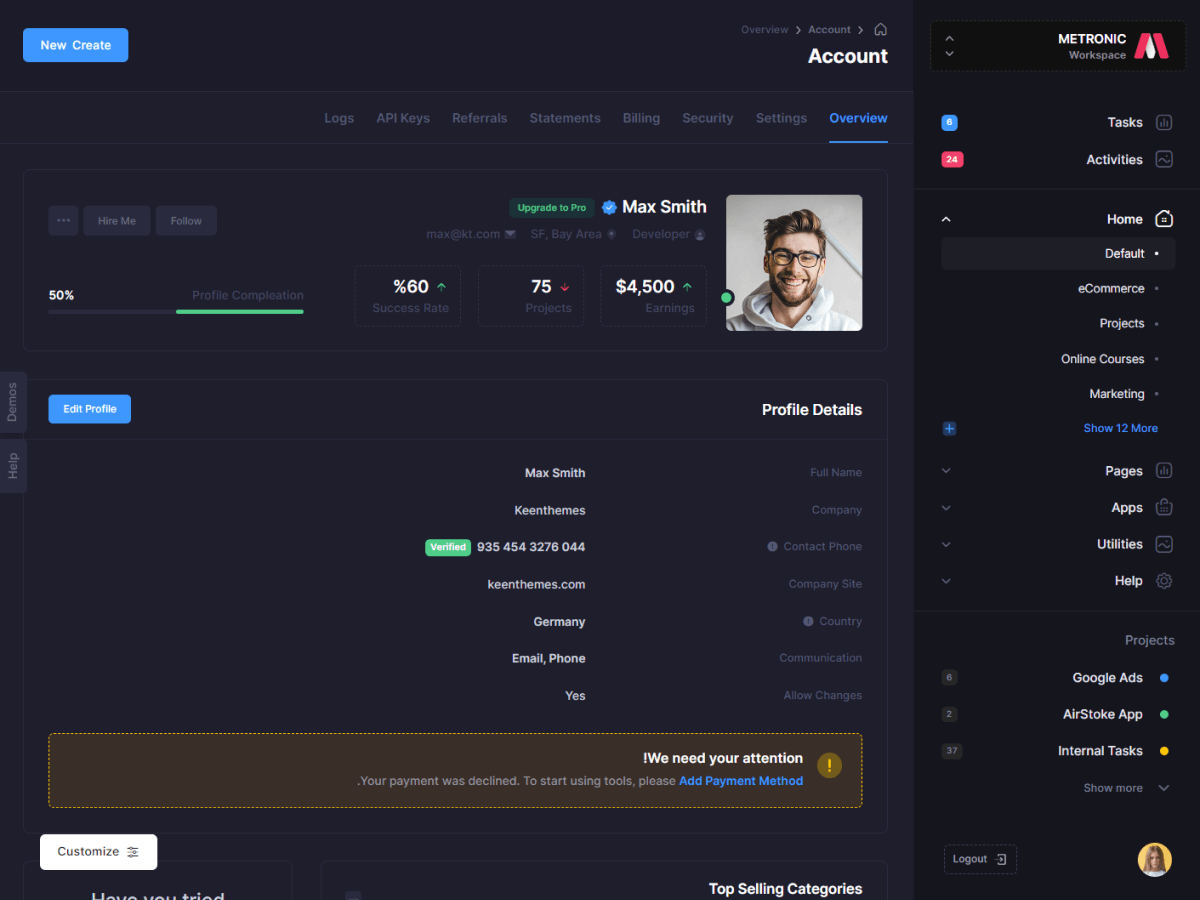 New Create
Overview
Account
Account
METRONIC
Workspace
Logs
API Keys
Referrals
Statements
Billing
Security
Settings
Overview
6
Tasks
24
Activities
Home
Default
eCommerce
Projects
Online Courses
Marketing
Show 12 More
Pages
Apps
Utilities
Help
Projects
6
Google Ads
2
AirStoke App
37
Internal Tasks
Show more
Logout
Hire Me
Follow
Upgrade to Pro
Max Smith
max@kt.com
SF, Bay Area
Developer
50%
Profile Compleation
%60
Success Rate
75
Projects
$4,500
Earnings
Demos
Help
Edit Profile
Profile Details
Max Smith
Full Name
Keenthemes
Company
Verified
935 454 3276 044
Contact Phone
keenthemes.com
Company Site
Germany
Country
Email, Phone
Communication
Yes
Allow Changes
!We need your attention
.Your payment was declined. To start using tools, please Add Payment Method
Customize
Have you tried
Top Selling Categories